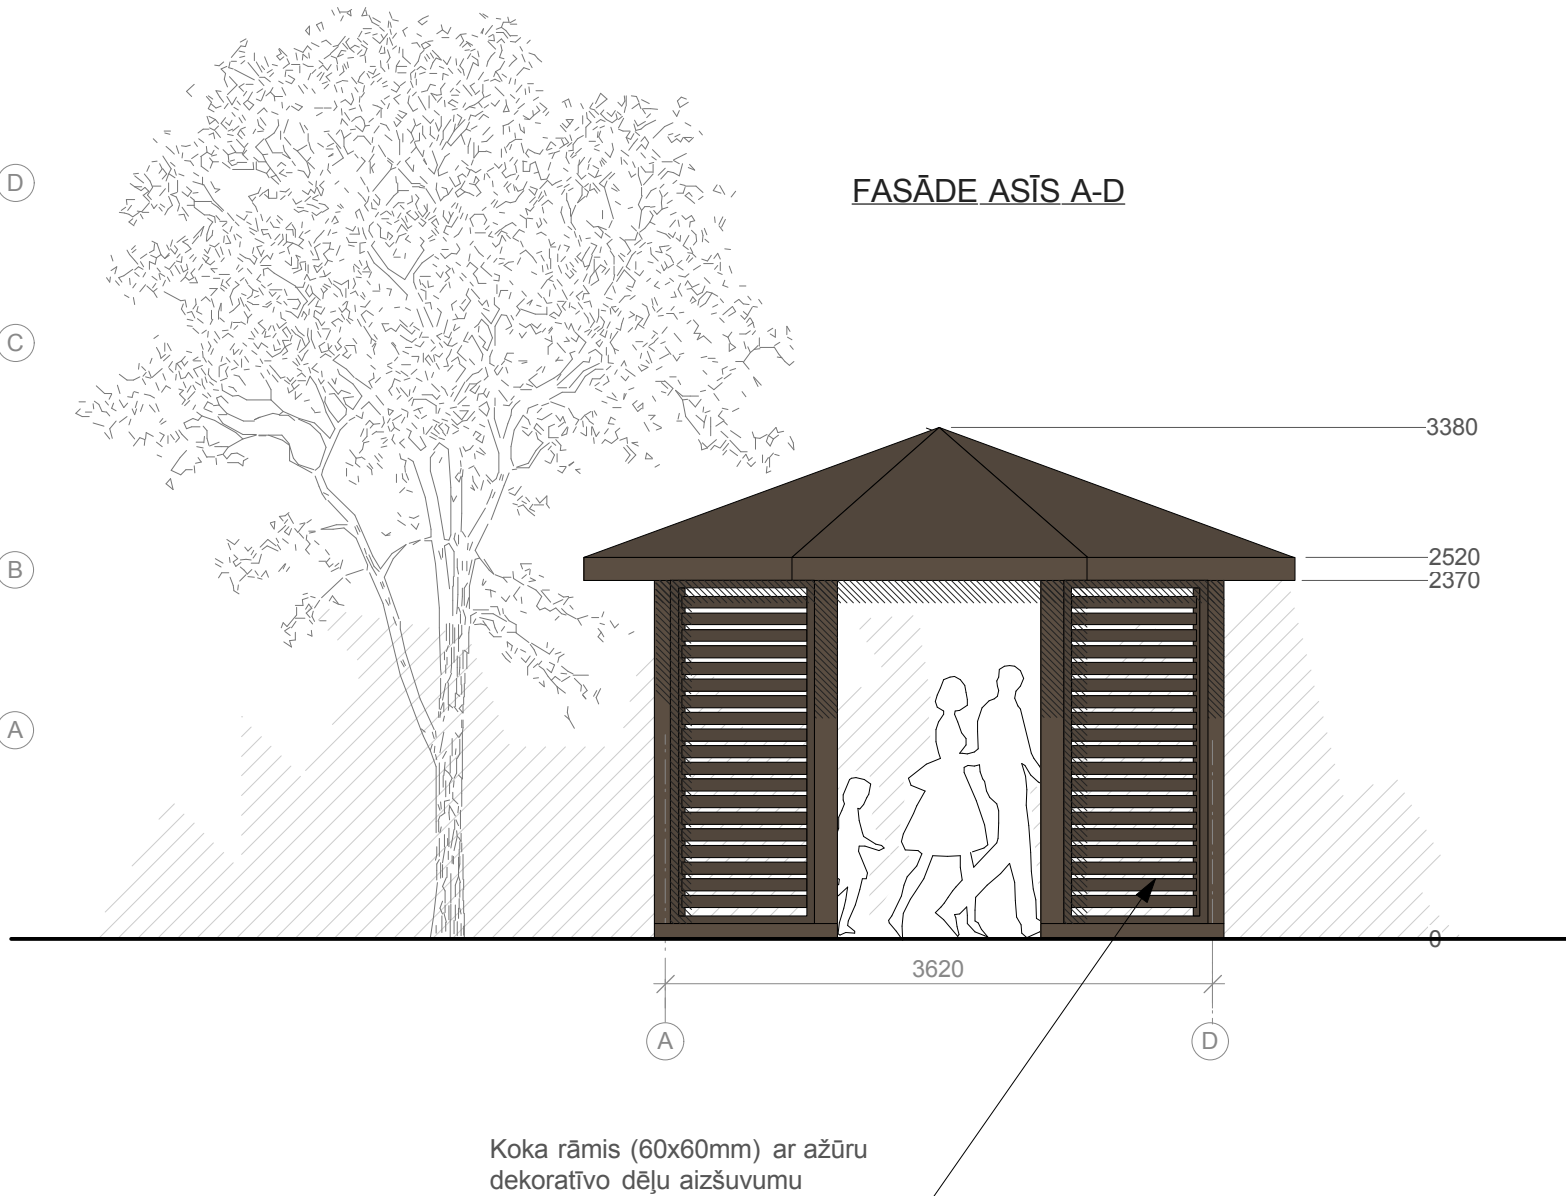 D
FASĀDE ASĪS A-D
C
3380
2520
B
2370
A
0
3620
A
D
Koka rāmis (60x60mm) ar ažūru
dekoratīvo dēļu aizšuvumu